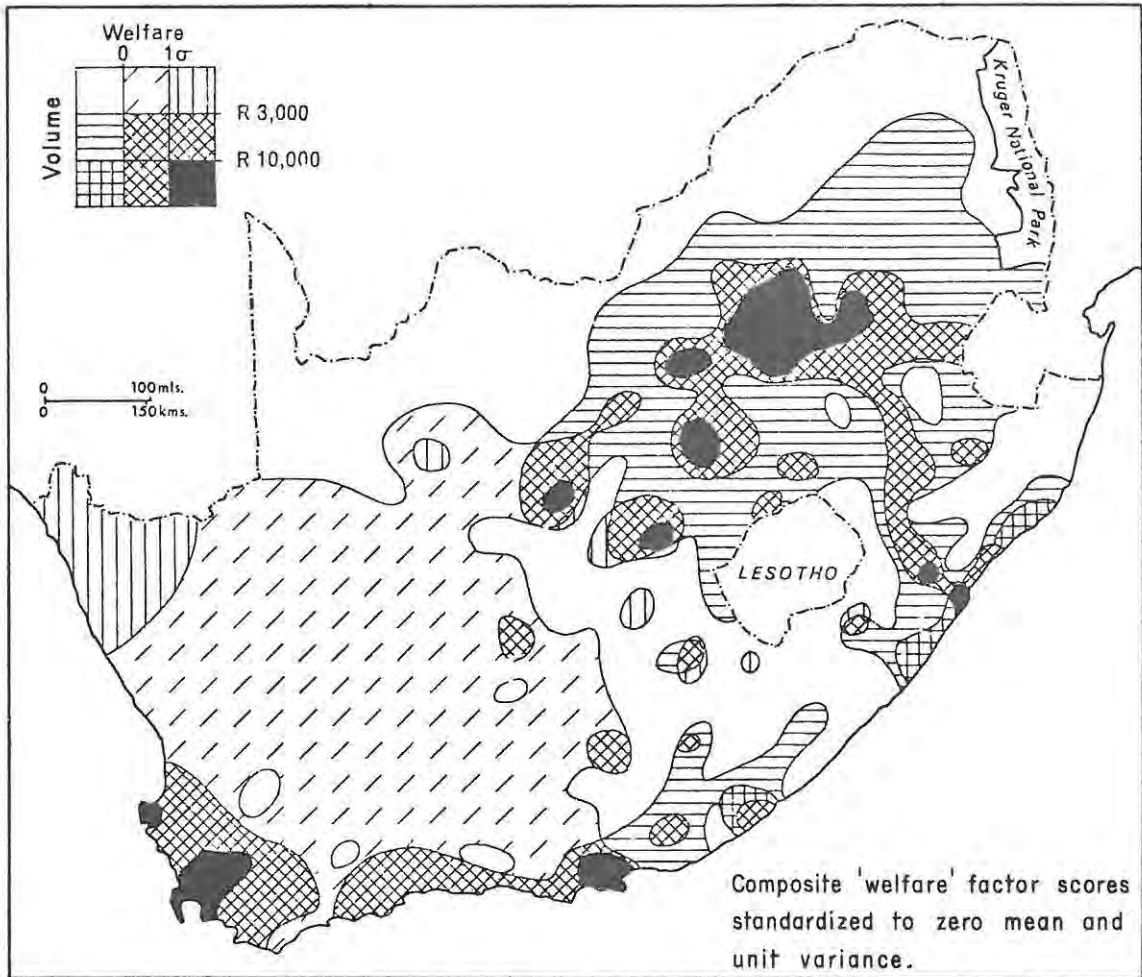 Welfare
0 1σ
Volume
R 3,000
R 10,000
Kruger National Park
0 100 mls.
0 150 kms.
LESOTHO
Composite 'welfare' factor scores
standardized to zero mean and
unit variance.